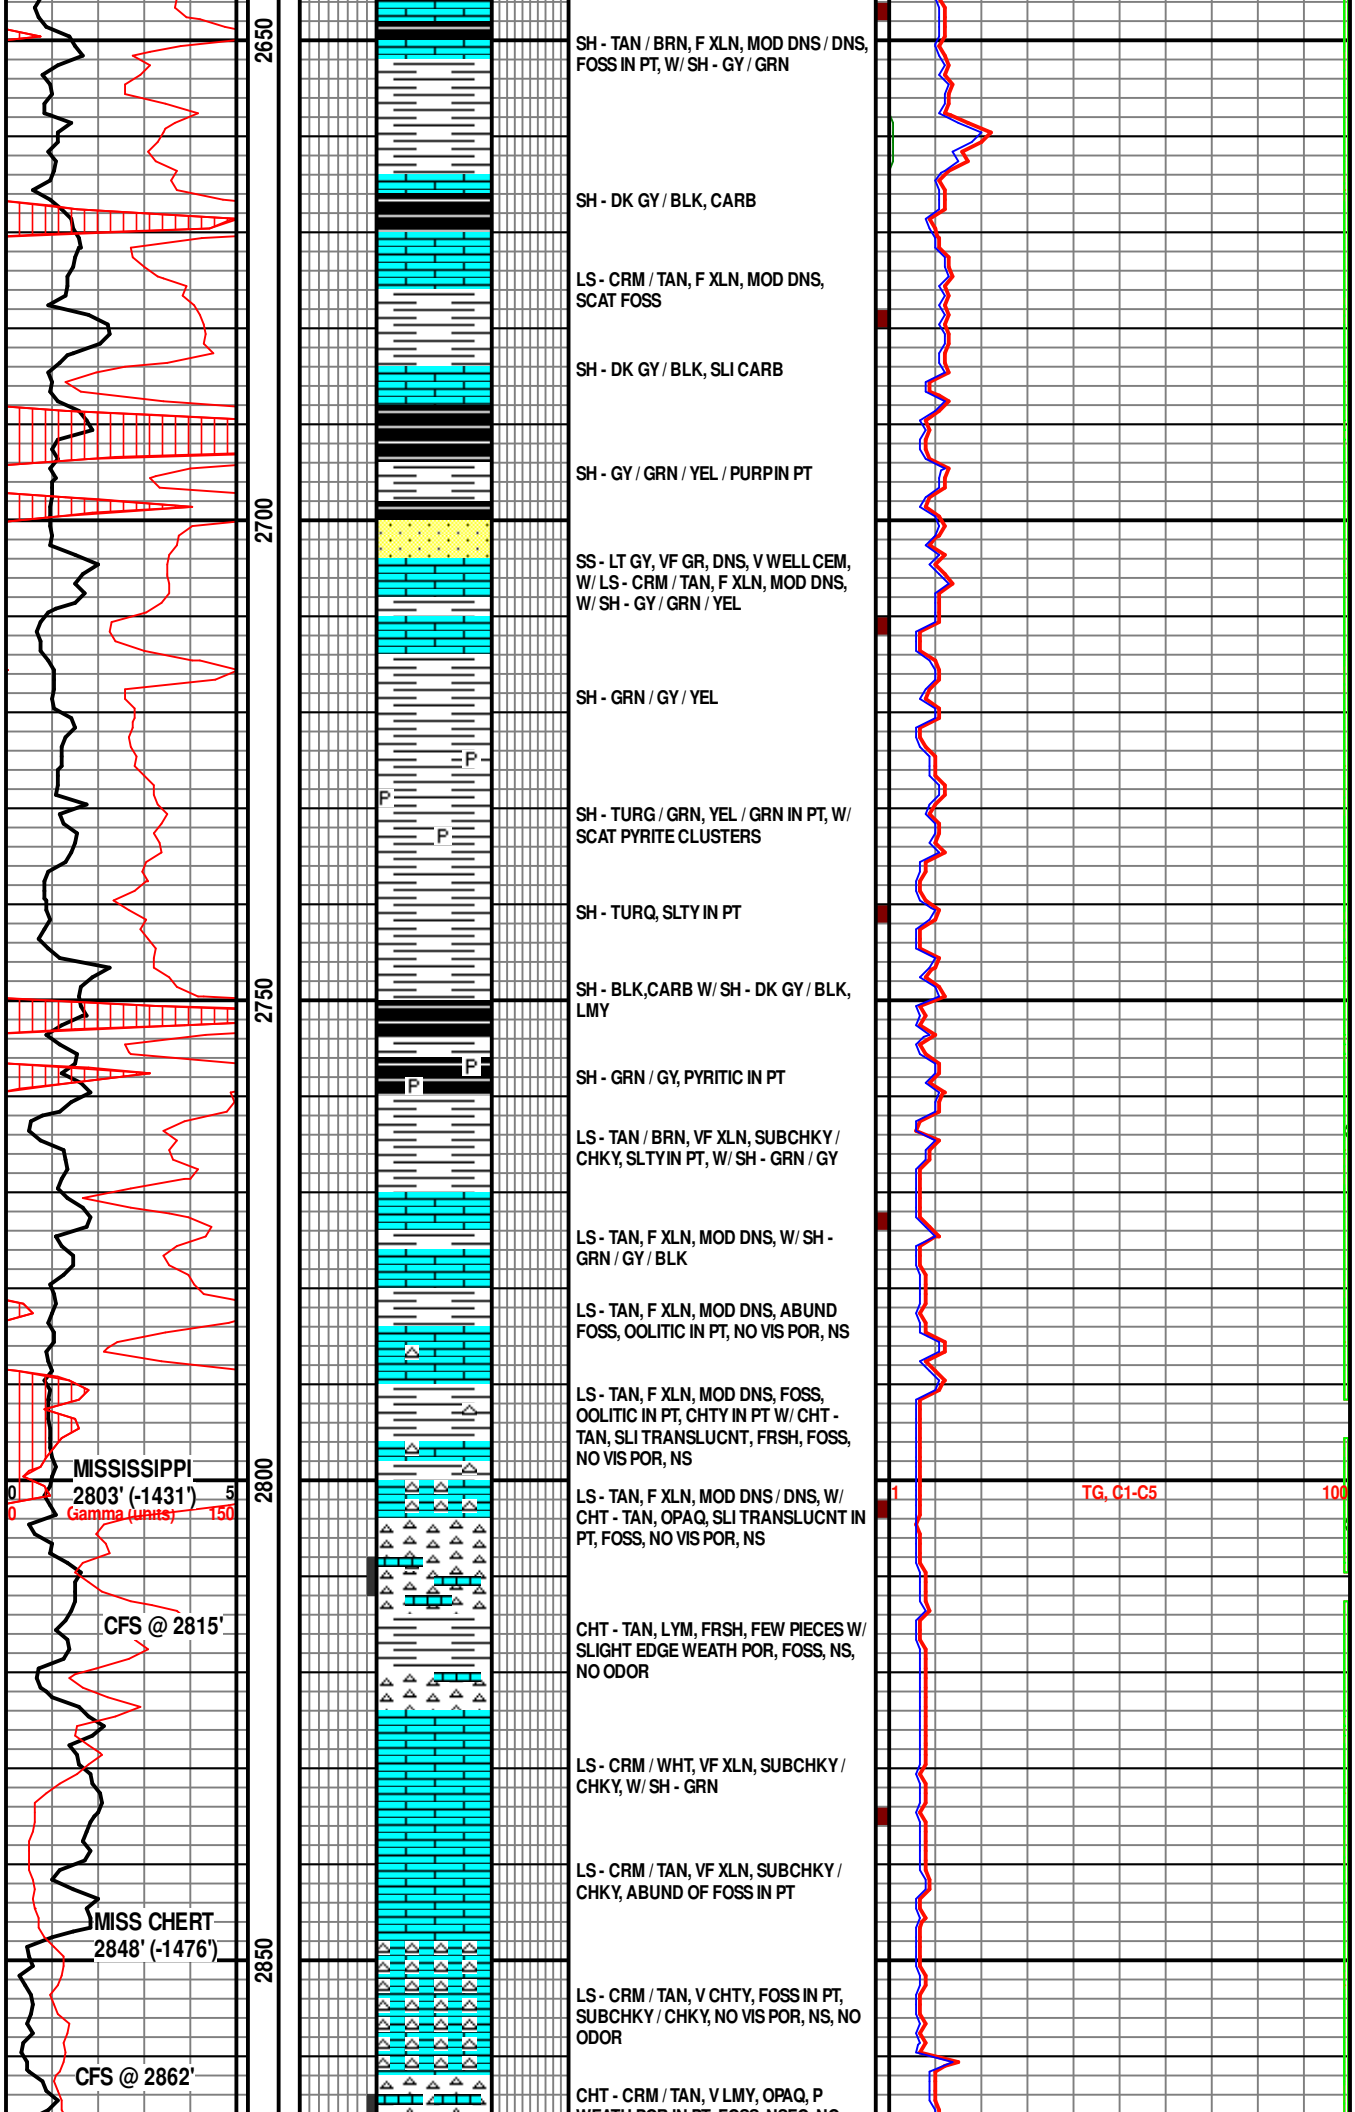 2650
SH - TAN / BRN, F XLN, MOD DNS / DNS,
FOSS IN PT, W/ SH - GY / GRN
SH - DK GY / BLK, CARB
LS - CRM / TAN, F XLN, MOD DNS,
SCAT FOSS
SH - DK GY / BLK, SLI CARB
SH - GY / GRN / YEL / PURP IN PT
2700
SS - LT GY, VF GR, DNS, V WELL CEM,
W/ LS - CRM / TAN, F XLN, MOD DNS,
W/ SH - GY / GRN / YEL
SH - GRN / GY / YEL
P
P
P
SH - TURG / GRN, YEL / GRN IN PT, W/
SCAT PYRITE CLUSTERS
SH - TURQ, SLTY IN PT
2750
SH - BLK,CARB W/ SH - DK GY / BLK,
LMY
P
P
SH - GRN / GY, PYRITIC IN PT
LS - TAN / BRN, VF XLN, SUBCHKY /
CHKY, SLTY IN PT, W/ SH - GRN / GY
LS - TAN, F XLN, MOD DNS, W/ SH -
GRN / GY / BLK
LS - TAN, F XLN, MOD DNS, ABUND
FOSS, OOLITIC IN PT, NO VIS POR, NS
LS - TAN, F XLN, MOD DNS, FOSS,
OOLITIC IN PT, CHTY IN PT W/ CHT -
TAN, SLI TRANSLUCNT, FRSH, FOSS,
NO VIS POR, NS
MISSISSIPPI
2803' (-1431')
0 5
0 Gamma (units) 150
2800
LS - TAN, F XLN, MOD DNS / DNS, W/
CHT - TAN, OPAQ, SLI TRANSLUCNT IN
PT, FOSS, NO VIS POR, NS
1 TG, C1-C5 100
CFS @ 2815'
CHT - TAN, LYM, FRSH, FEW PIECES W/
SLIGHT EDGE WEATH POR, FOSS, NS,
NO ODOR
LS - CRM / WHT, VF XLN, SUBCHKY /
CHKY, W/ SH - GRN
LS - CRM / TAN, VF XLN, SUBCHKY /
CHKY, ABUND OF FOSS IN PT
MISS CHERT
2848' (-1476')
2850
LS - CRM / TAN, V CHTY, FOSS IN PT,
SUBCHKY / CHKY, NO VIS POR, NS, NO
ODOR
CFS @ 2862'
CHT - CRM / TAN, V LMY, OPAQ, P